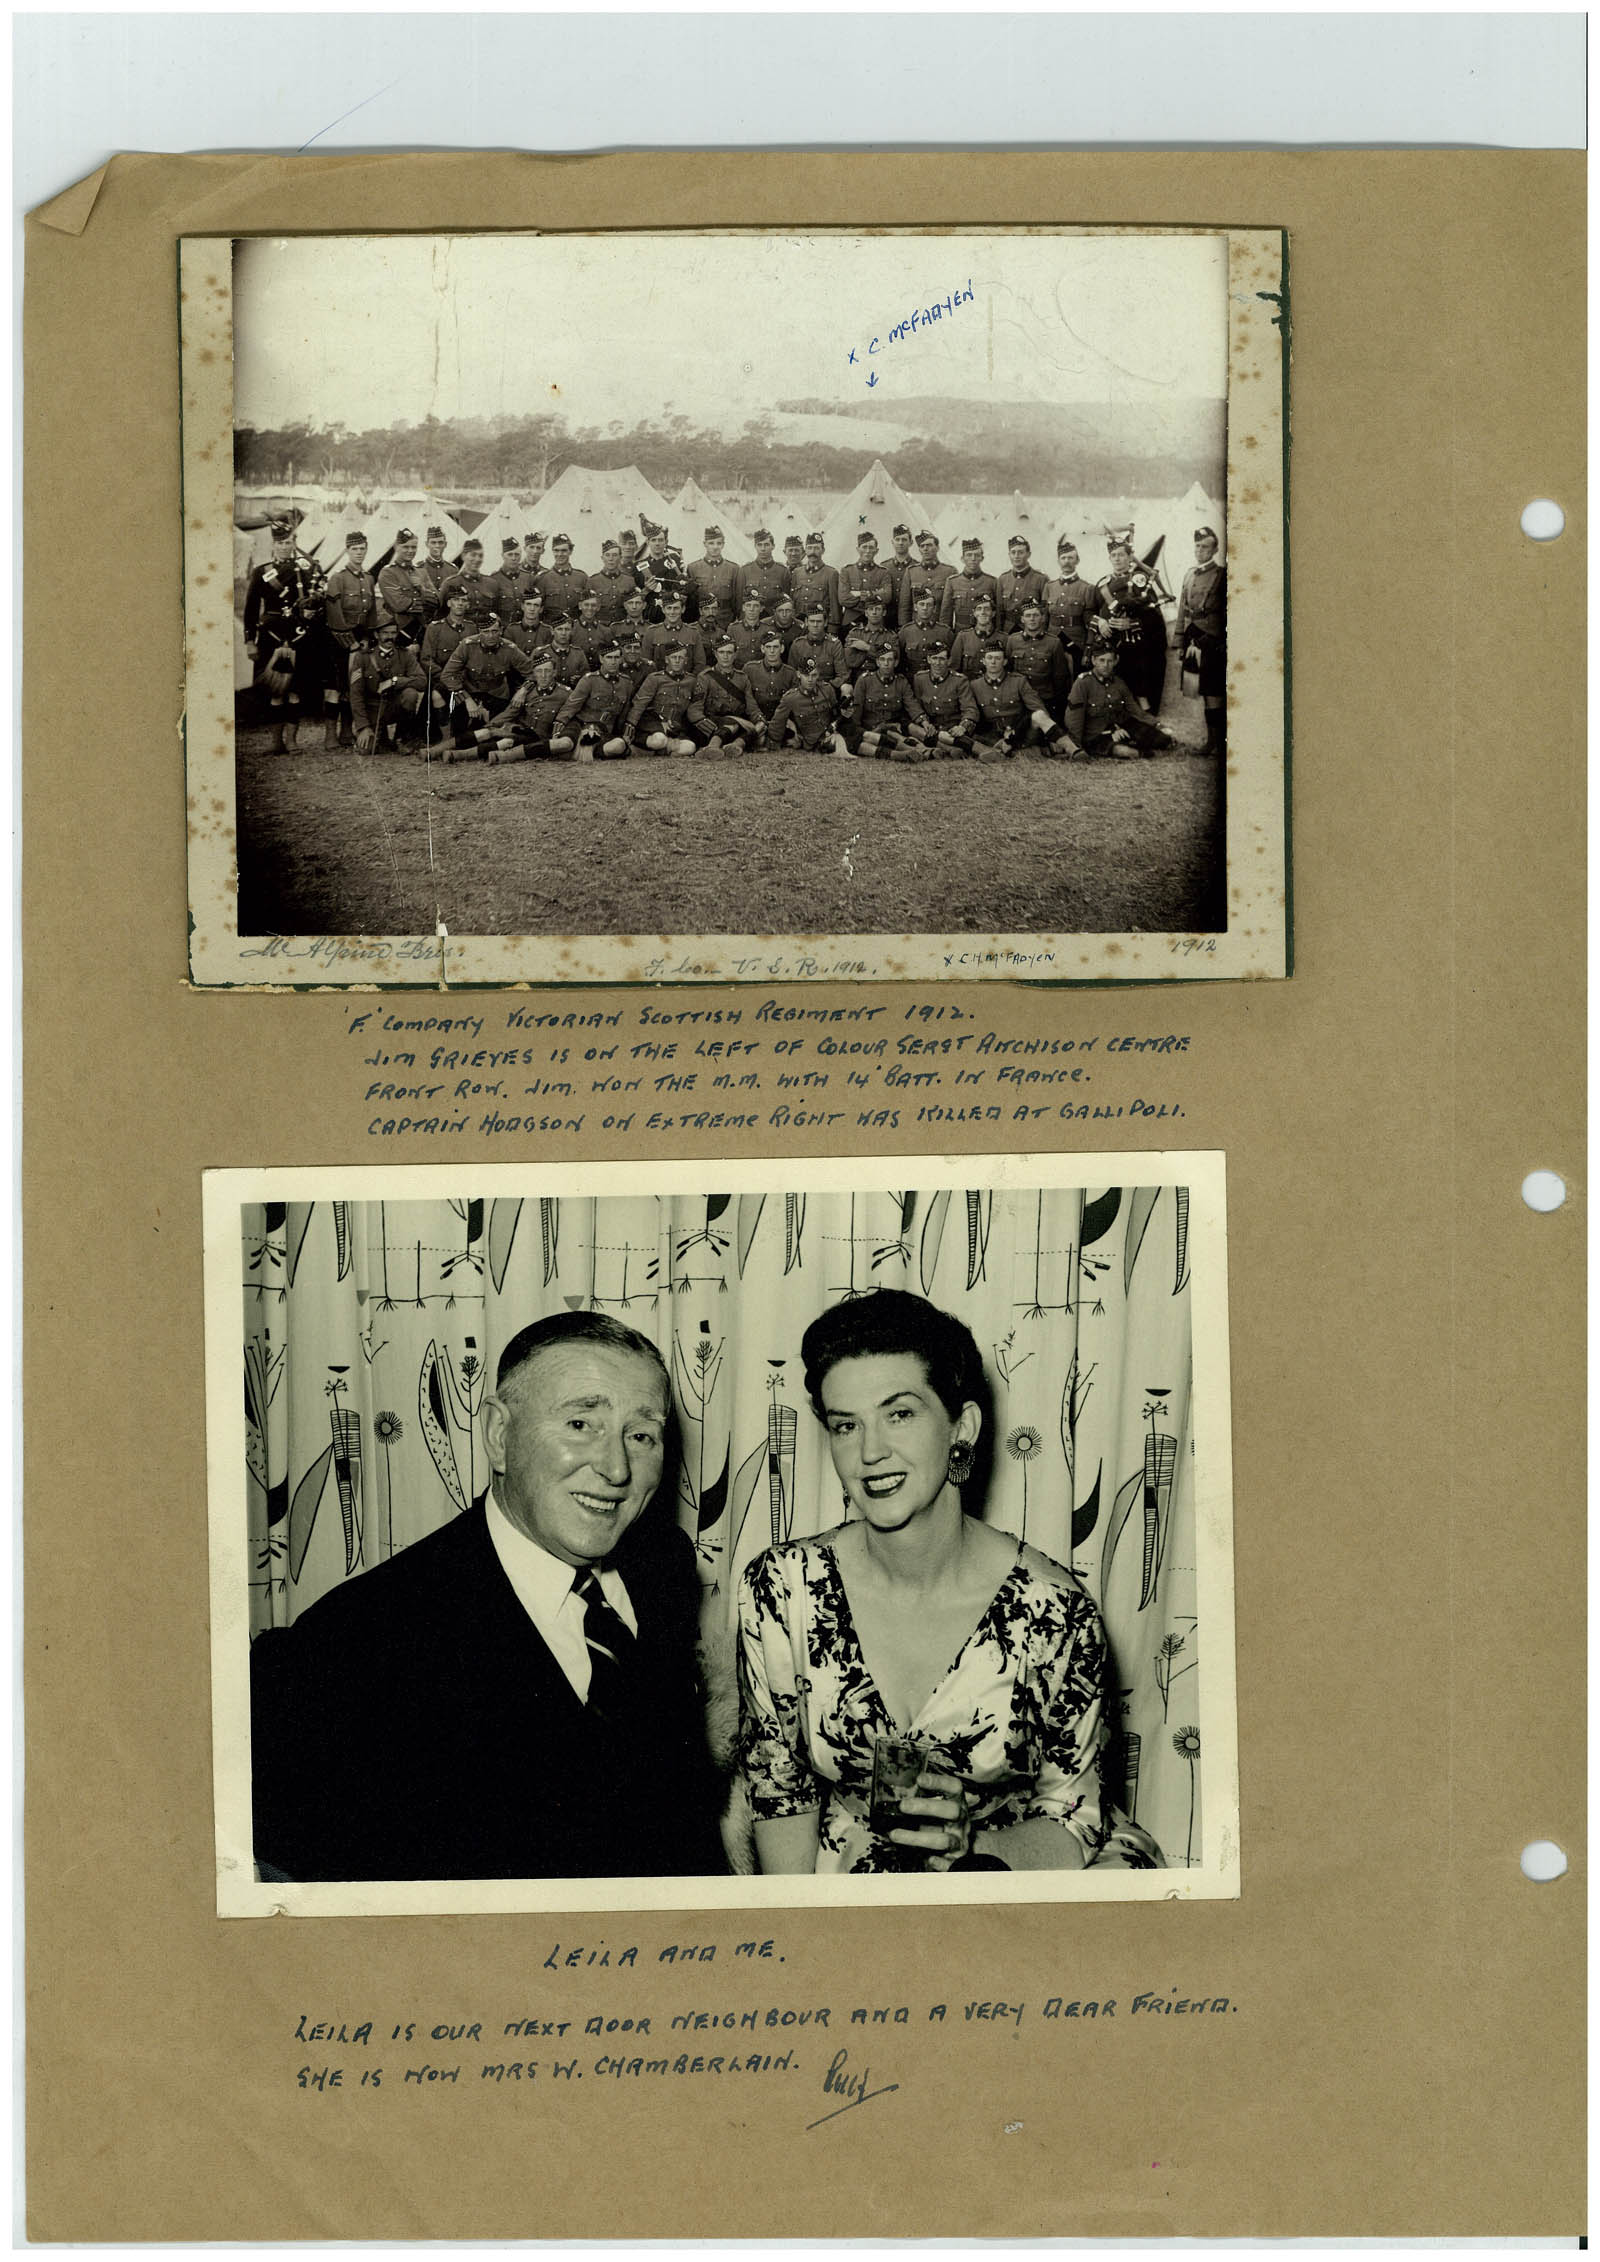 x C. McFADYEN
x
McAlpine Bros.
1912
F. Co. V. S. R. 1912.
x C.H. McFADYEN
'F.' COMPANY VICTORIAN SCOTTISH REGIMENT 1912.
JIM GRIEVES IS ON THE LEFT OF COLOUR SERGT AITCHISON CENTRE
FRONT ROW. JIM. WON THE M.M. WITH 14' BATT. IN FRANCE.
CAPTAIN HODGSON ON EXTREME RIGHT WAS KILLED AT GALLIPOLI.
LEILA AND ME.
LEILA IS OUR NEXT DOOR NEIGHBOUR AND A VERY DEAR FRIEND.
SHE IS NOW MRS W. CHAMBERLAIN.